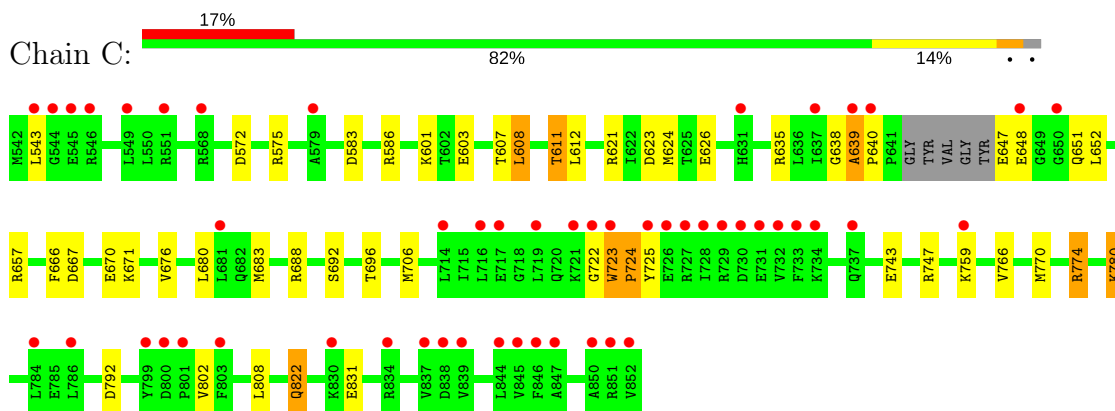 17%
Chain C:
82% 14% • •
M542 L543 G544 E545 R546 L549 L550 R551 R568 D572 R575 A579 D583 R586 K601 T602 E603 T607 L608 T611 L612 R621 I622 D623 M624 T625 E626 H631 R635 L636 I637 G638 A639 P640 P641 GLY TYR VAL GLY TYR E647 E648 G649 G650 Q651 L652
R657 F666 D667 E670 K671 V676 L680 L681 Q682 M683 R688 S692 T696 M706 L714 I715 L716 E717 G718 L719 Q720 K721 G722 W723 P724 Y725 E726 R727 I728 R729 D730 E731 V732 F733 K734 Q737 E743 R747 K759 V766 M770 R774
L784 E785 L786 D792 Y799 D800 P801 V802 F803 L808 Q822 K830 E831 R834 V837 D838 V839 L844 V845 F846 A847 A850 R851 V852